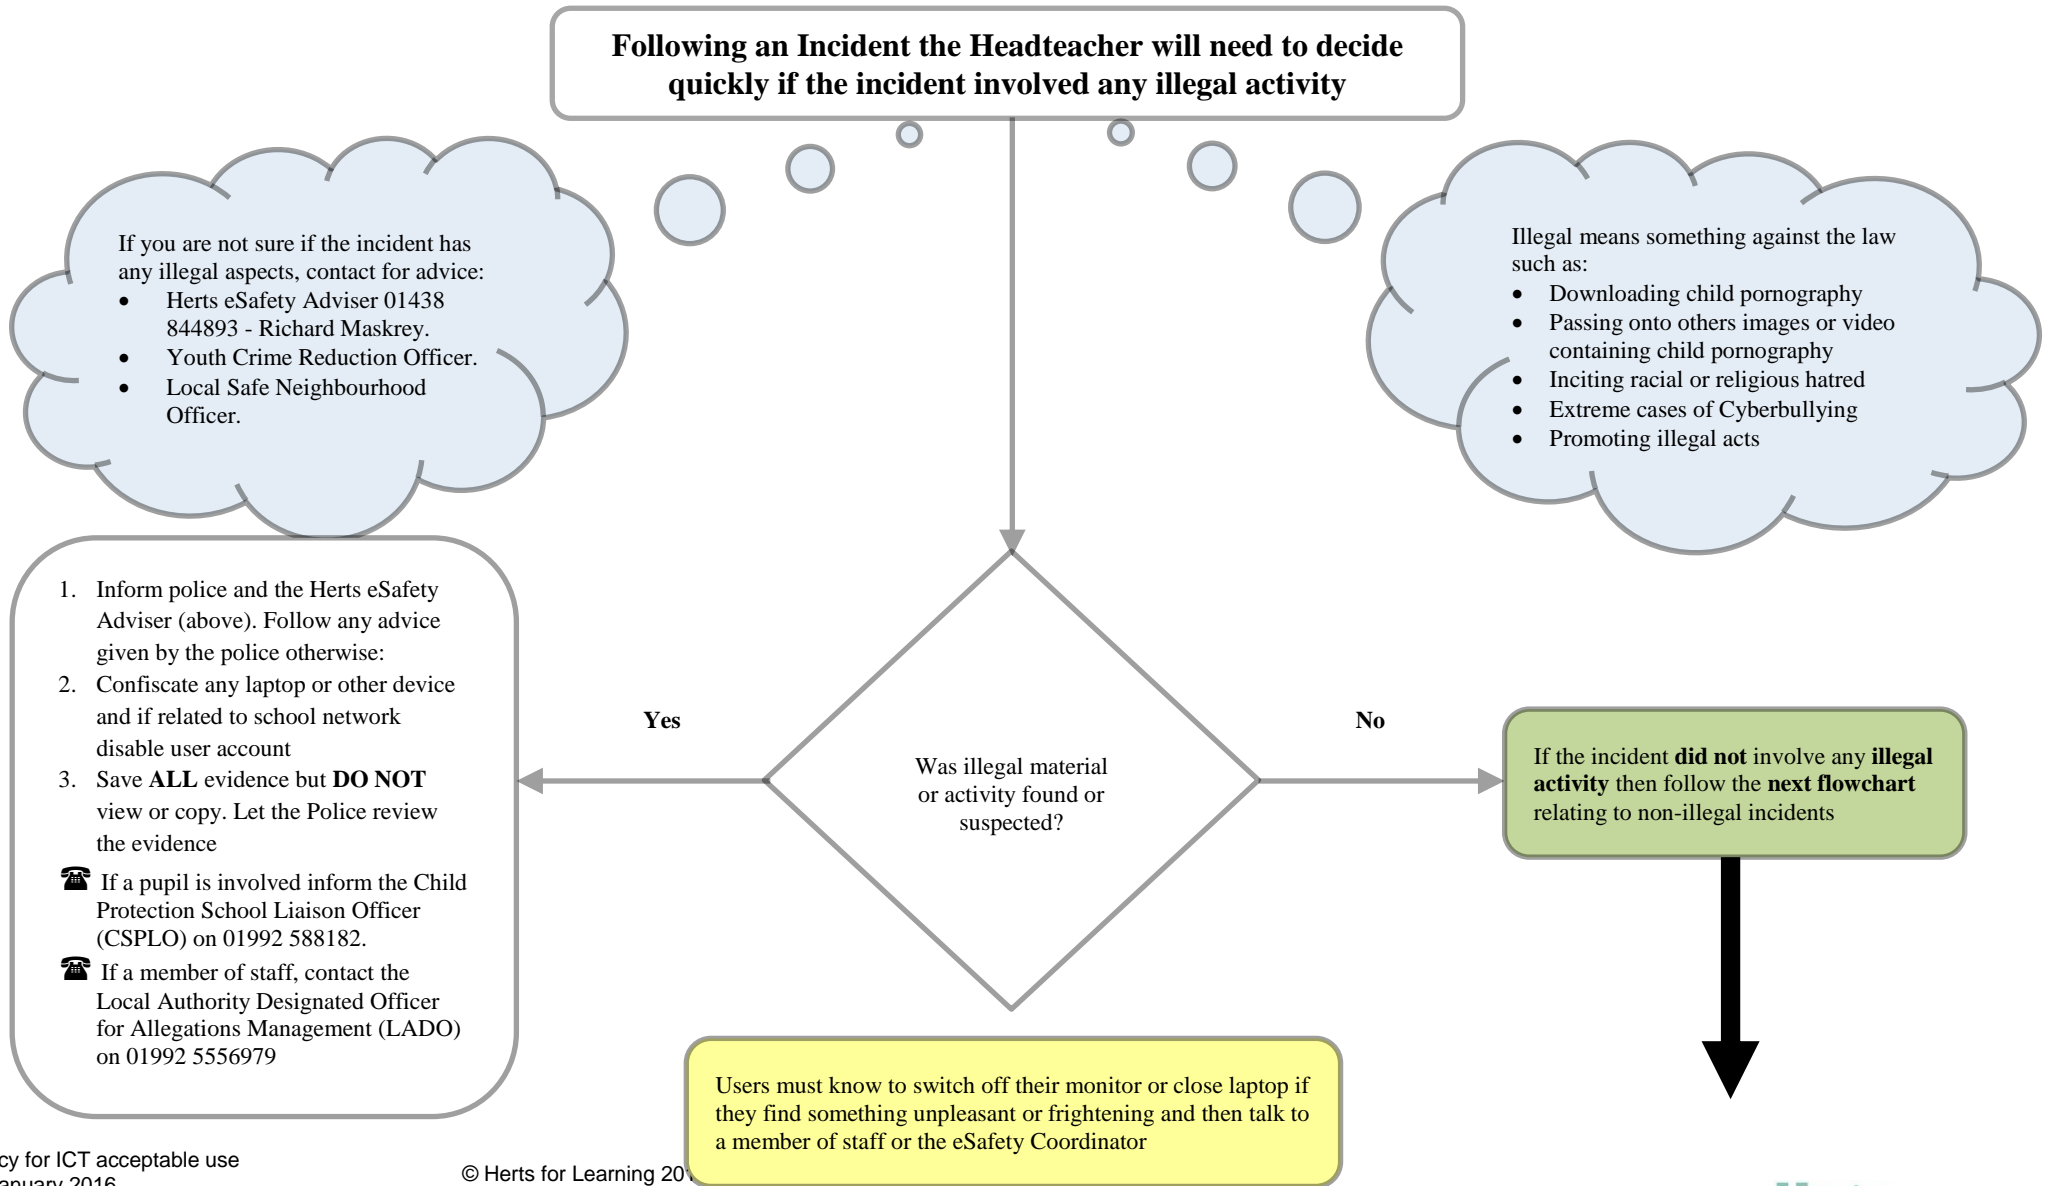 Following an Incident the Headteacher will need to decide
quickly if the incident involved any illegal activity
If you are not sure if the incident has
any illegal aspects, contact for advice:
• Herts eSafety Adviser 01438
844893 - Richard Maskrey.
• Youth Crime Reduction Officer.
• Local Safe Neighbourhood
Officer.
Illegal means something against the law
such as:
• Downloading child pornography
• Passing onto others images or video
containing child pornography
• Inciting racial or religious hatred
• Extreme cases of Cyberbullying
• Promoting illegal acts
1. Inform police and the Herts eSafety
Adviser (above). Follow any advice
given by the police otherwise:
2. Confiscate any laptop or other device
and if related to school network
disable user account
3. Save ALL evidence but DO NOT
view or copy. Let the Police review
the evidence
☎ If a pupil is involved inform the Child
Protection School Liaison Officer
(CSPLO) on 01992 588182.
☎ If a member of staff, contact the
Local Authority Designated Officer
for Allegations Management (LADO)
on 01992 5556979
Yes
Was illegal material
or activity found or
suspected?
No
If the incident did not involve any illegal
activity then follow the next flowchart
relating to non-illegal incidents
Users must know to switch off their monitor or close laptop if
they find something unpleasant or frightening and then talk to
a member of staff or the eSafety Coordinator
cy for ICT acceptable use
anuary 2016
© Herts for Learning 201